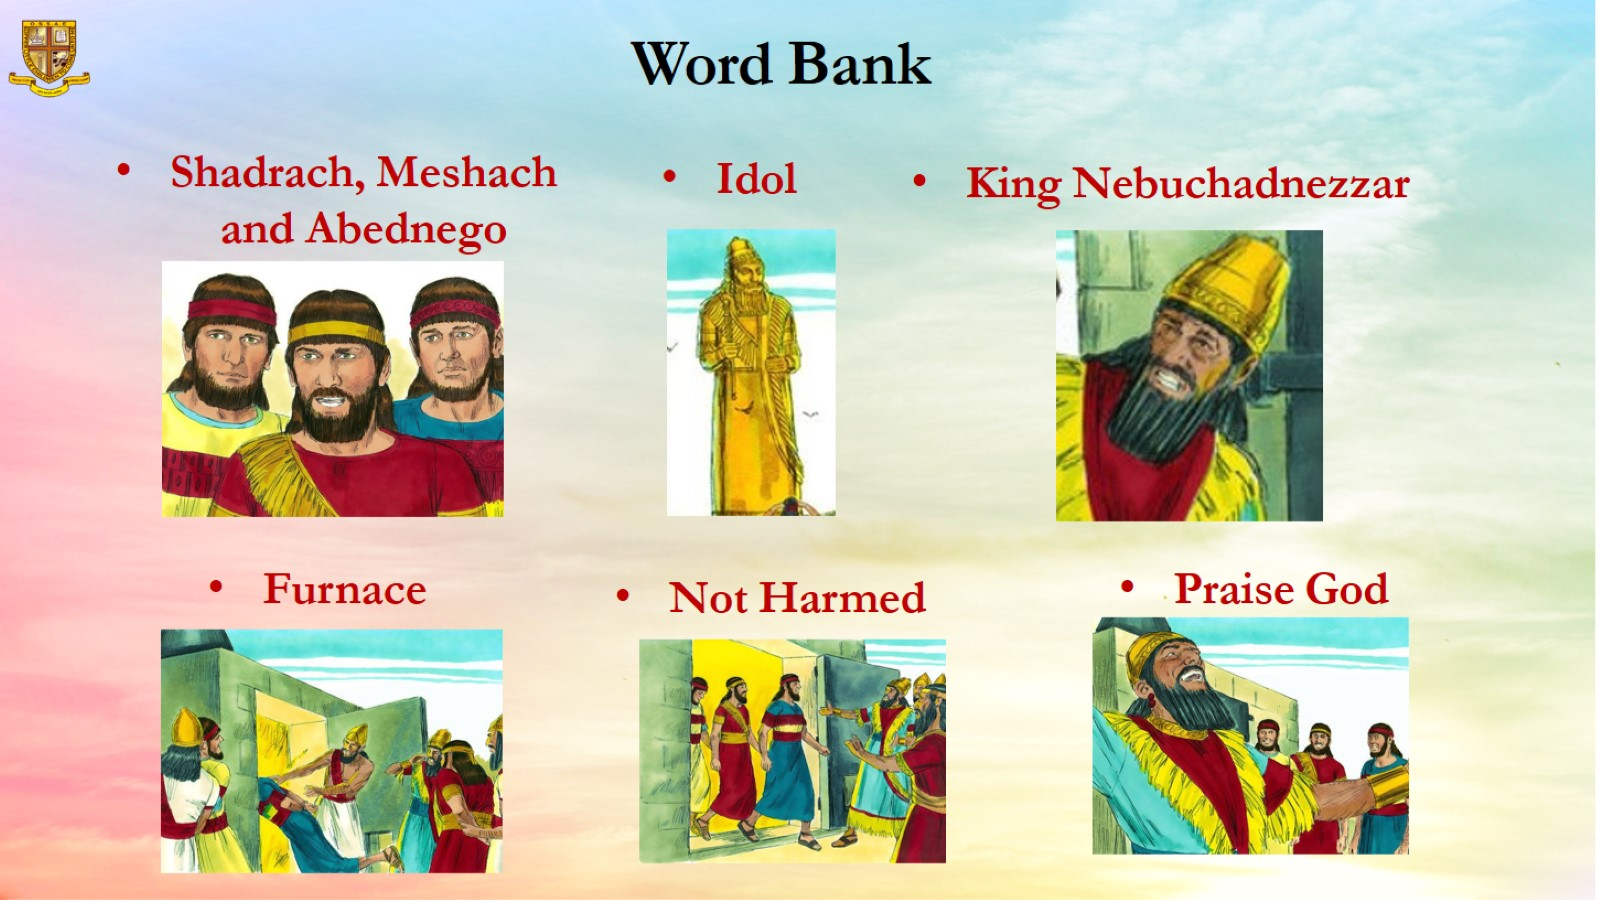 Word Bank
• Shadrach, Meshach
and Abednego
• Idol
• King Nebuchadnezzar
• Furnace
• Not Harmed
• Praise God